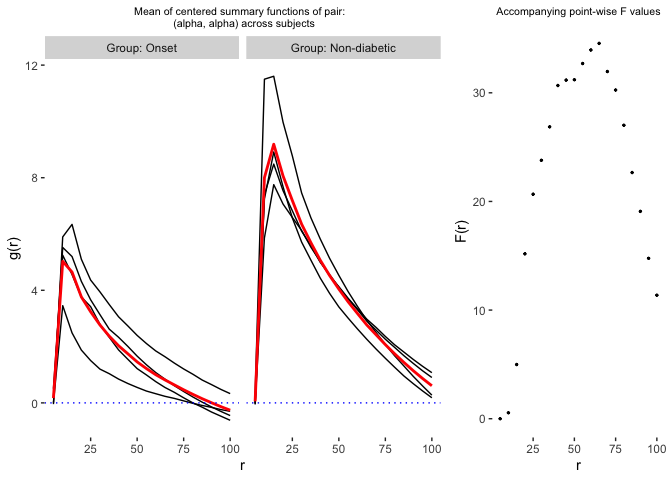 Mean of centered summary functions of pair:
(alpha, alpha) across subjects
Accompanying point-wise F values
Group: Onset
Group: Non-diabetic
g(r)
12
8
4
0
25
50
75
100
25
50
75
100
r
F(r)
30
20
10
0
25
50
75
100
r